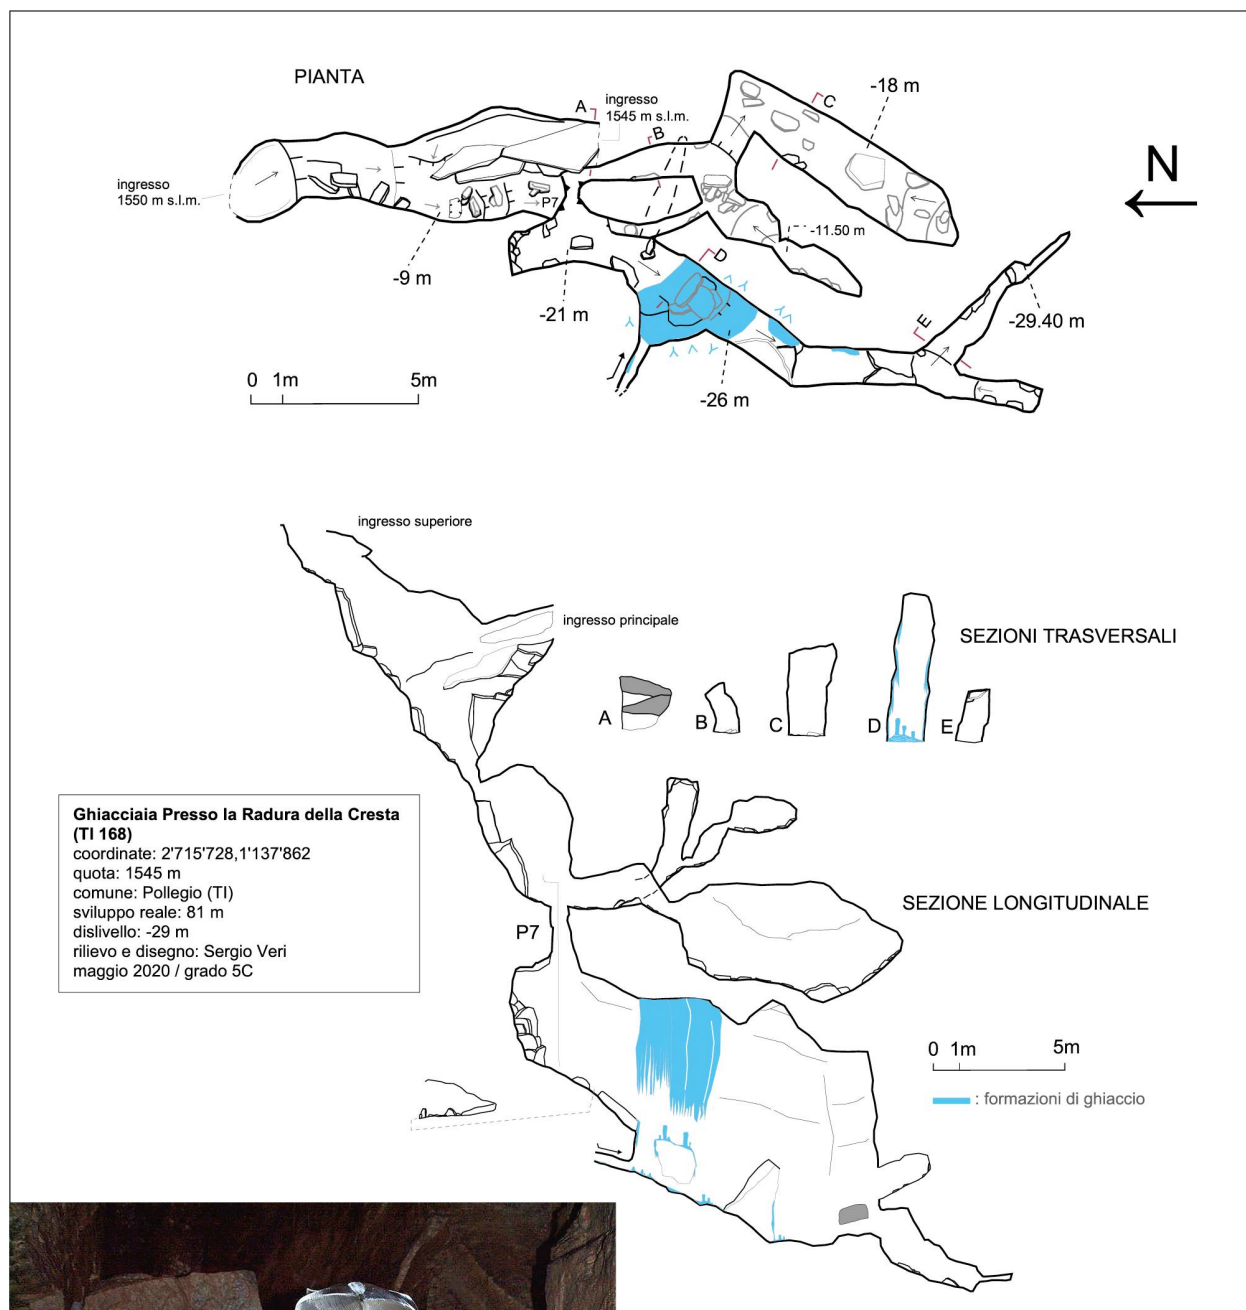 PIANTA
A
ingresso
1545 m s.l.m.
B
C
-18 m
N
ingresso
1550 m s.l.m.
P7
-11.50 m
D
-9 m
-21 m
E
-29.40 m
0 1m 5m
-26 m
ingresso superiore
ingresso principale
SEZIONI TRASVERSALI
A B C D E
Ghiacciaia Presso la Radura della Cresta
(TI 168)
coordinate: 2'715'728,1'137'862
quota: 1545 m
comune: Pollegio (TI)
sviluppo reale: 81 m
dislivello: -29 m
rilievo e disegno: Sergio Veri
maggio 2020 / grado 5C
SEZIONE LONGITUDINALE
P7
0 1m 5m
: formazioni di ghiaccio